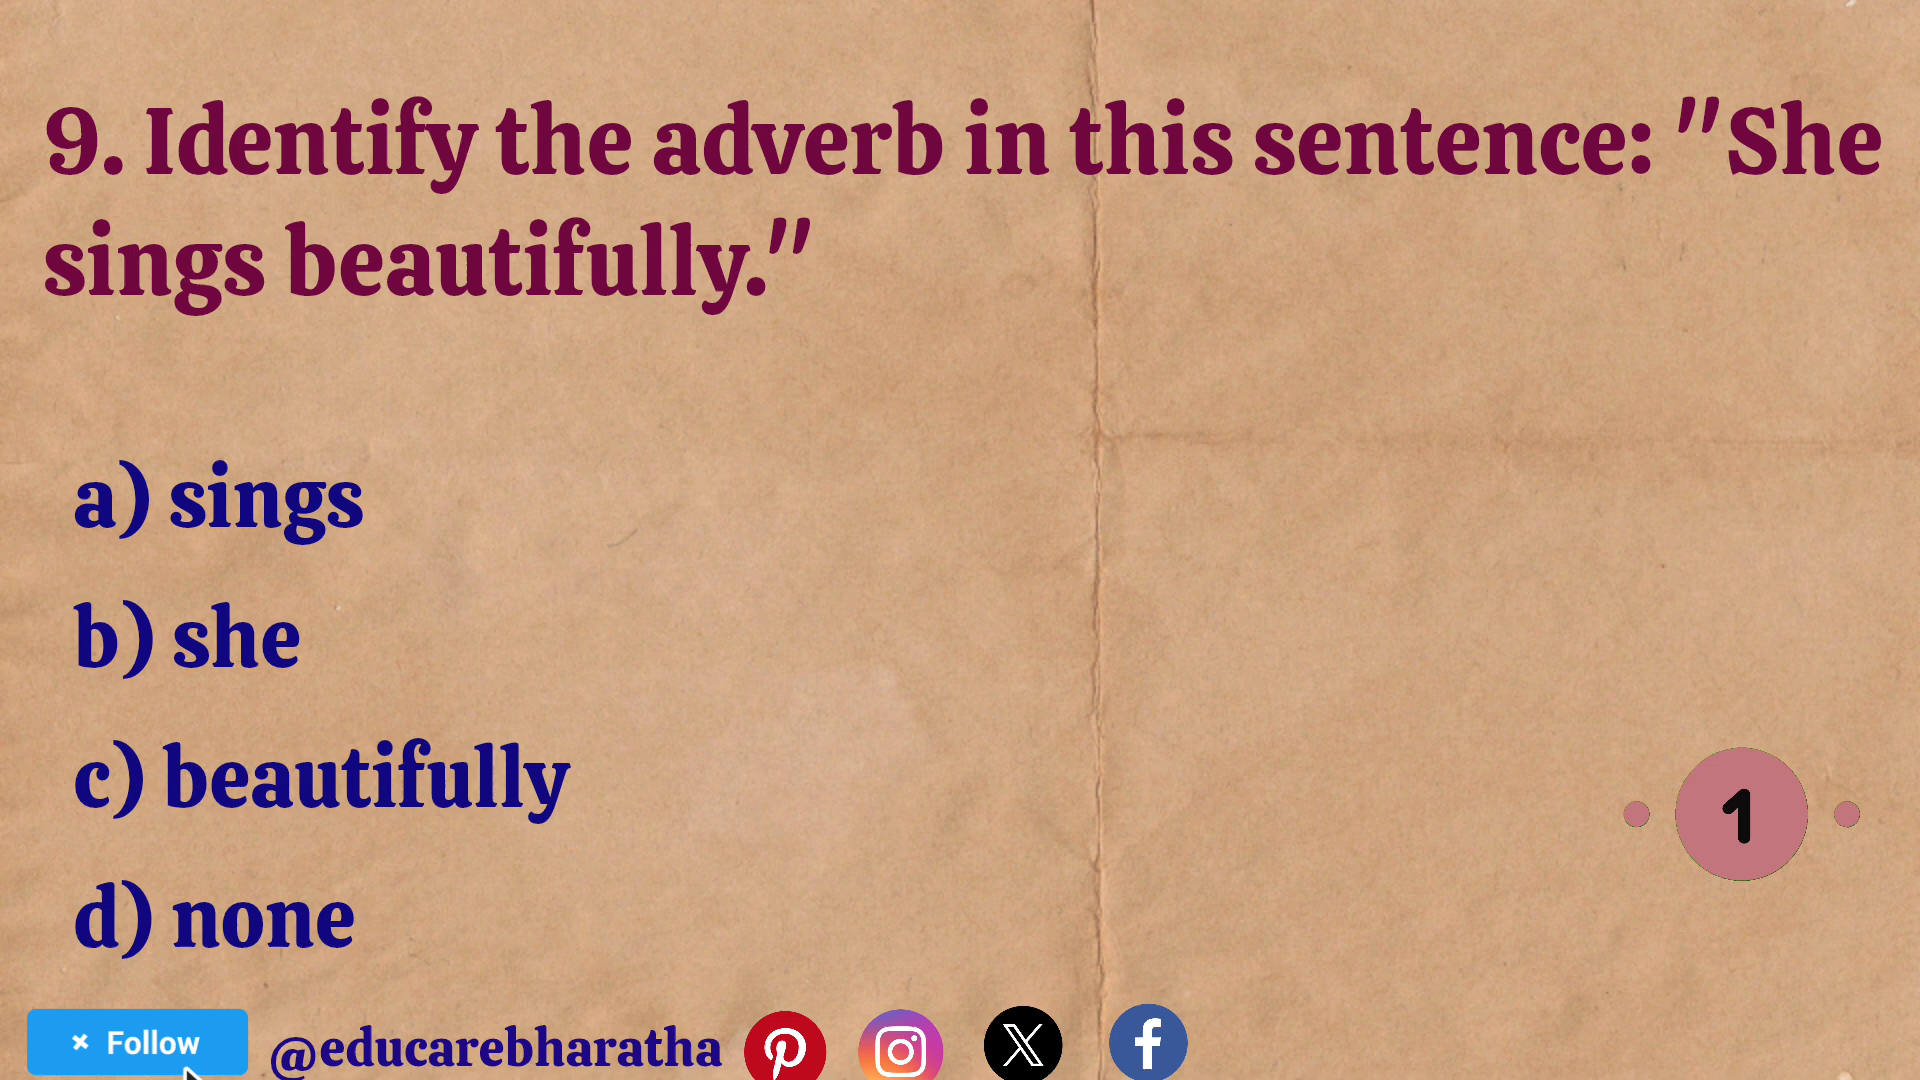 9. Identify the adverb in this sentence: "She
sings beautifully."
a) sings
b) she
c) beautifully
d) none
1
Follow
@educarebharatha